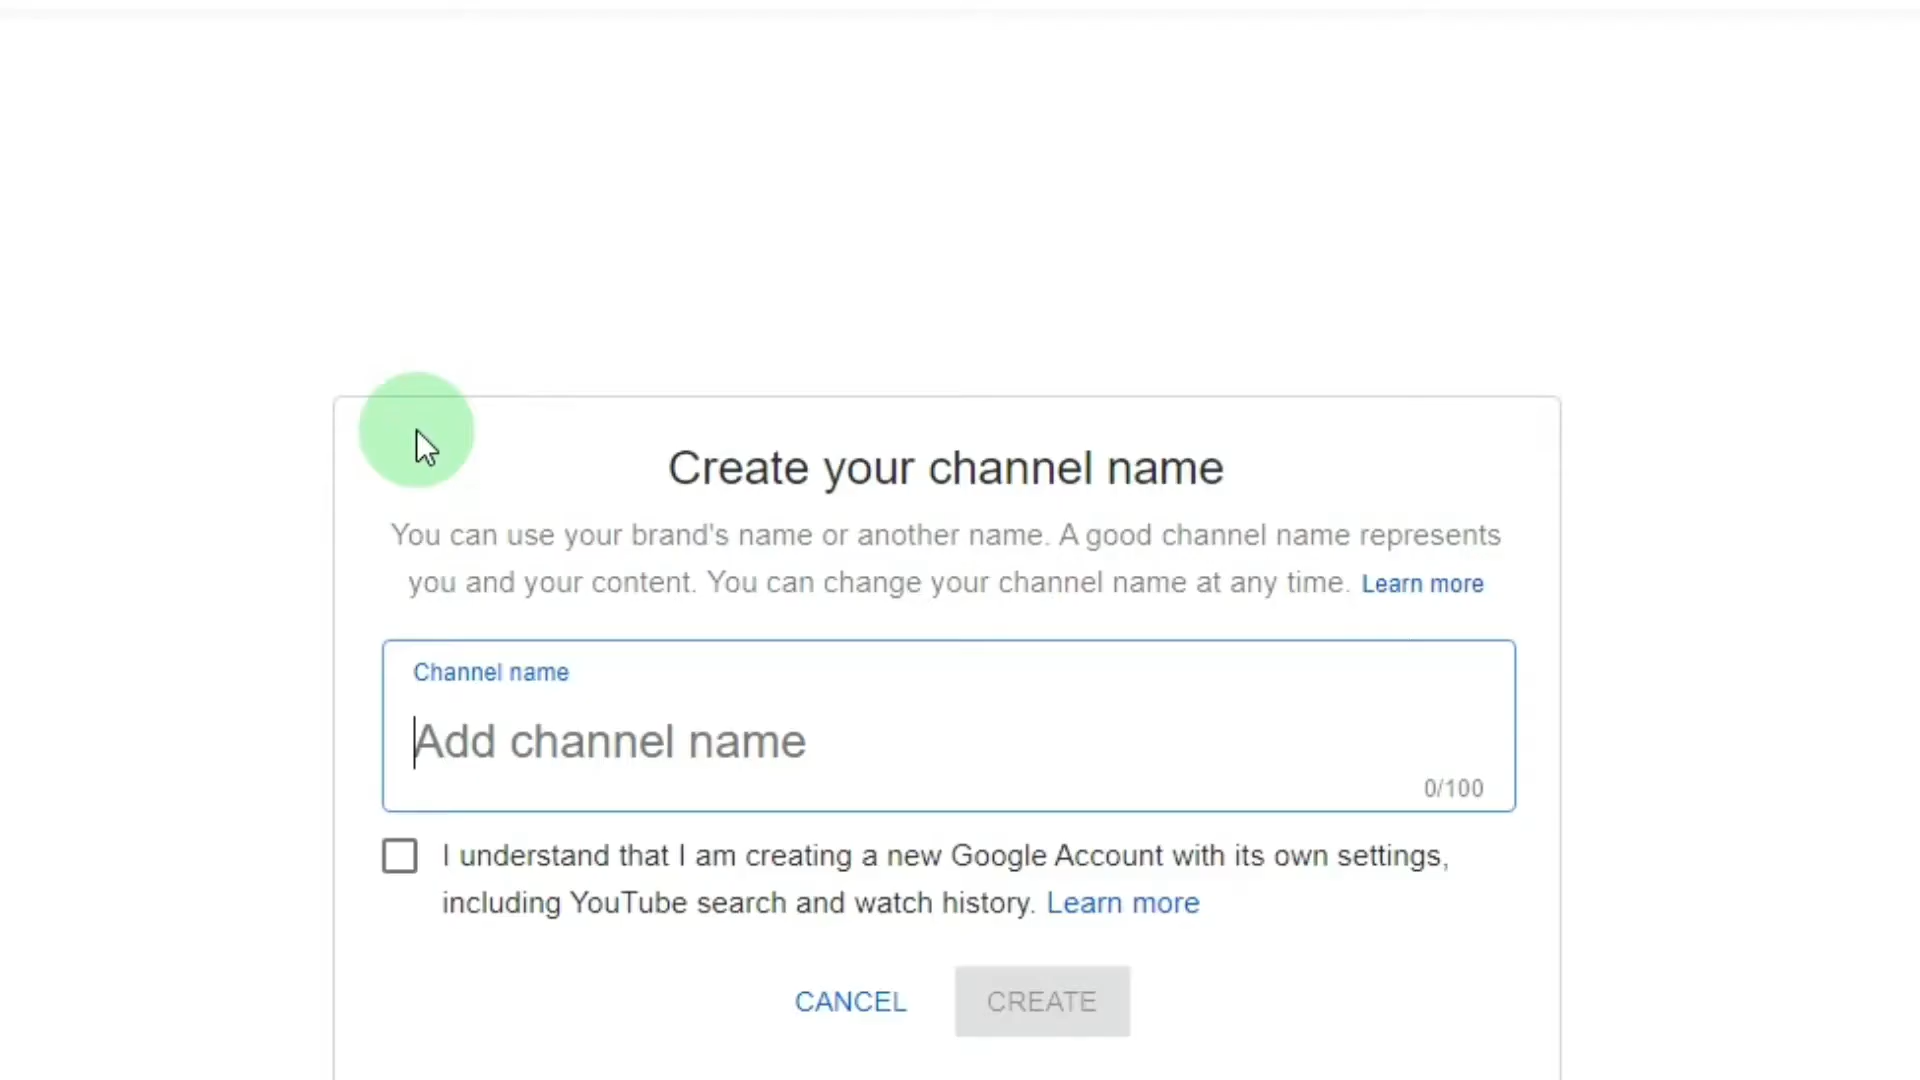 Create your channel name
You can use your brand's name or another name. A good channel name represents
you and your content. You can change your channel name at any time. Learn more
Channel name
Add channel name
0/100
I understand that I am creating a new Google Account with its own settings,
including YouTube search and watch history. Learn more
CANCEL CREATE